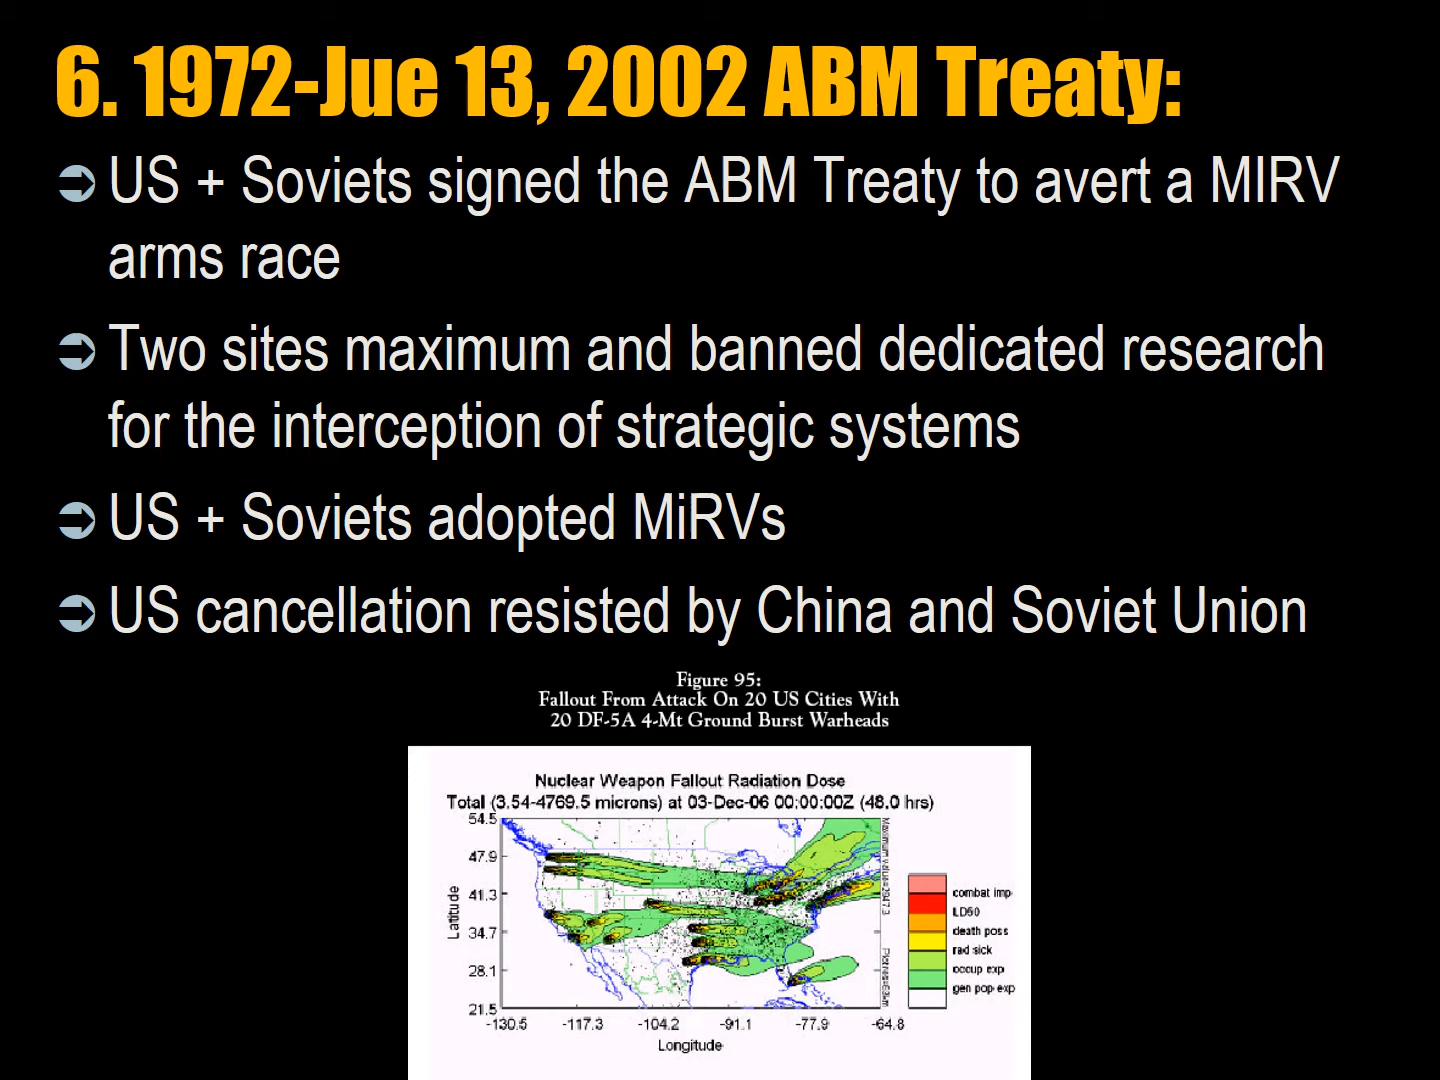 6. 1972-Jue 13, 2002 ABM Treaty:
US + Soviets signed the ABM Treaty to avert a MIRV
arms race
Two sites maximum and banned dedicated research
for the interception of strategic systems
US + Soviets adopted MiRVs
US cancellation resisted by China and Soviet Union
Figure 95:
Fallout From Attack On 20 US Cities With
20 DF-5A 4-Mt Ground Burst Warheads
Nuclear Weapon Fallout Radiation Dose
Total (3.54-4769.5 microns) at 03-Dec-06 00:00:00Z (48.0 hrs)
54.5
47.9
41.3
34.7
28.1
21.5
Latitude
-130.5 -117.3 -104.2 -91.1 -77.9 -64.8
Longitude
combat imp
LD50
death poss
rad sick
occup exp
gen pop exp